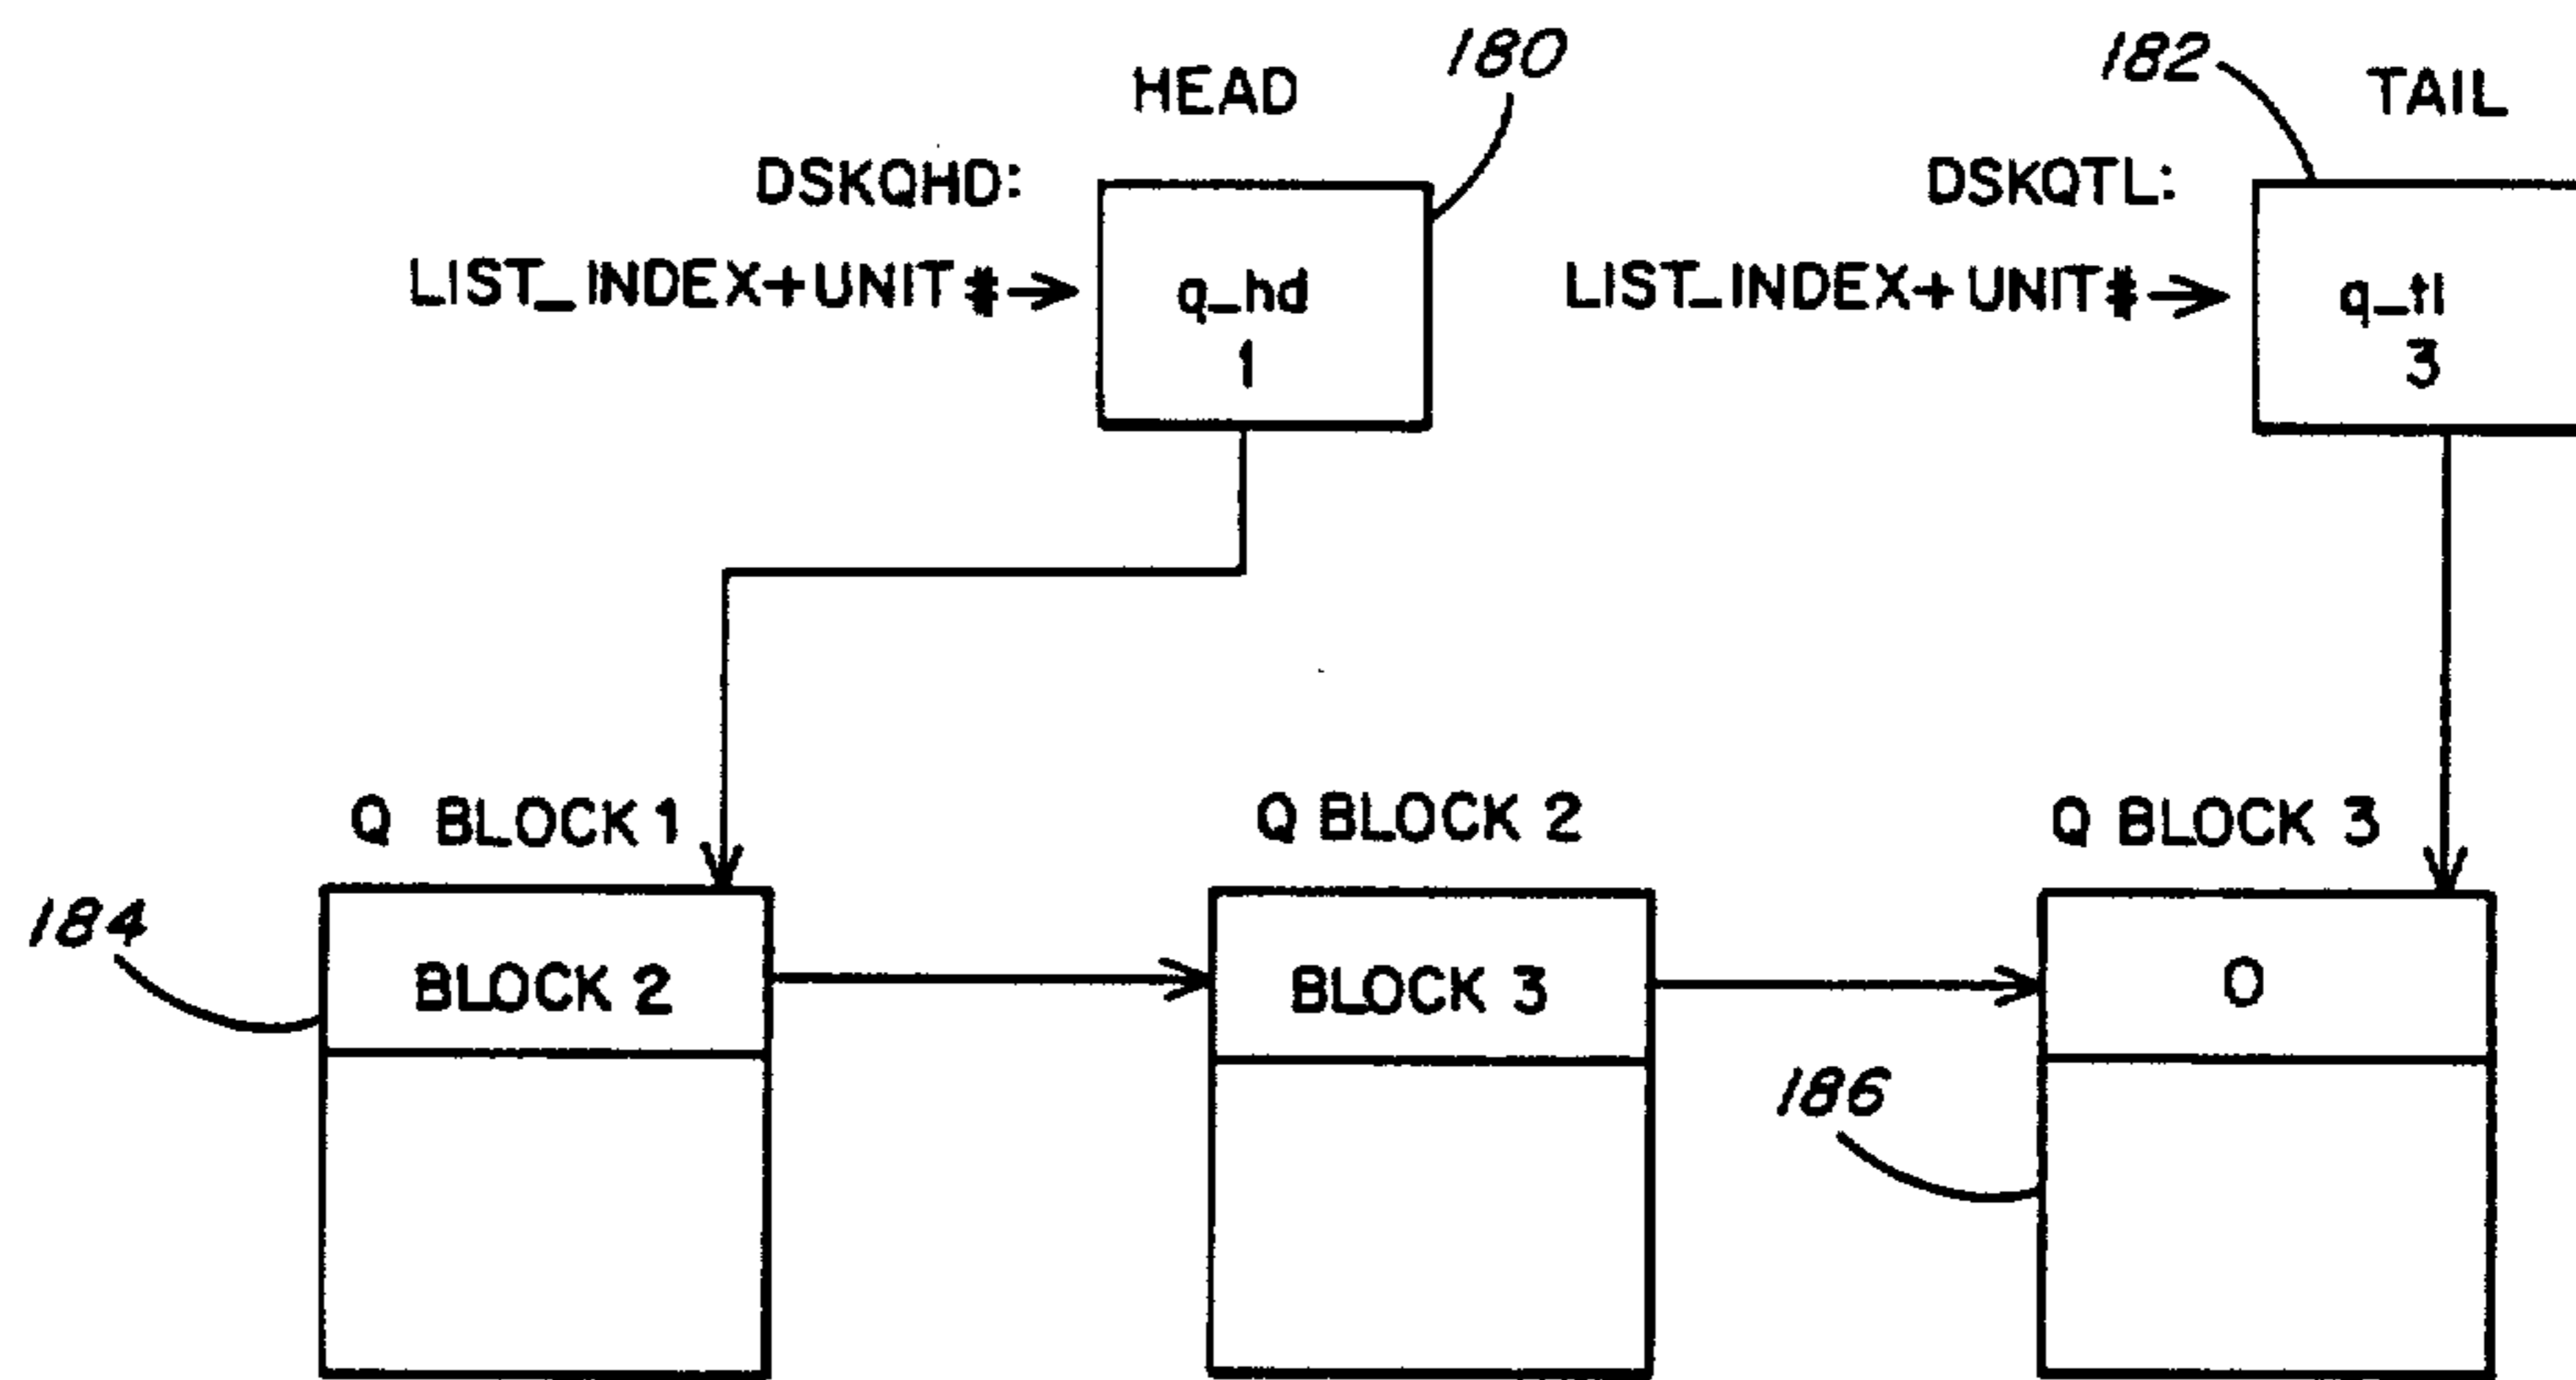 HEAD 180 182 TAIL
DSKQHD: DSKQTL:
LIST_INDEX+UNIT#→ q_hd LIST_INDEX+UNIT#→ q_tl
1 3
Q BLOCK 1 Q BLOCK 2 Q BLOCK 3
184 BLOCK 2 BLOCK 3 0
186